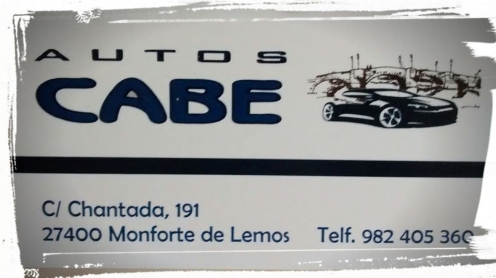 AUTOS
CABE
C/ Chantada, 191
27400 Monforte de Lemos Telf. 982 405 360